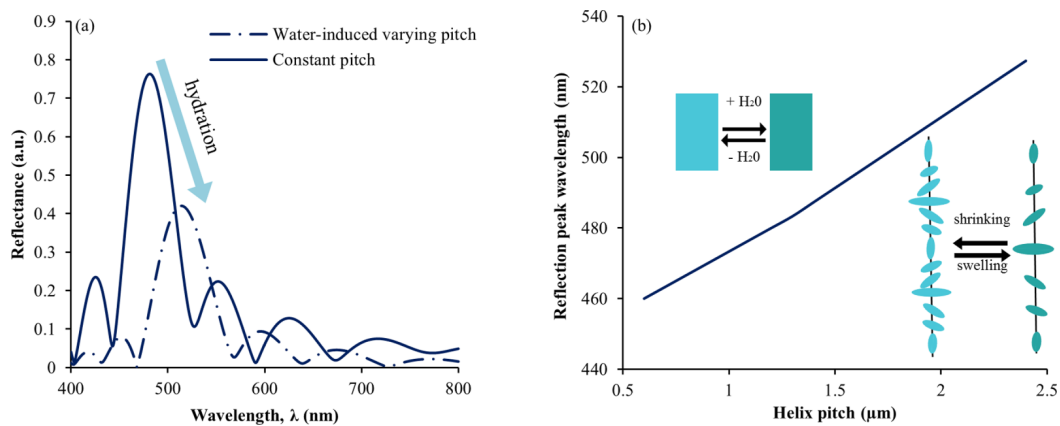 (a)
0.9
0.8
0.7
0.6
0.5
0.4
0.3
0.2
0.1
0
Reflectance (a.u.)
Water-induced varying pitch
Constant pitch
hydration
400
500
600
700
800
Wavelength, λ (nm)
(b)
540
520
500
480
460
440
Reflection peak wavelength (nm)
+ H₂0
- H₂0
shrinking
swelling
0.5
1
1.5
2
2.5
Helix pitch (µm)